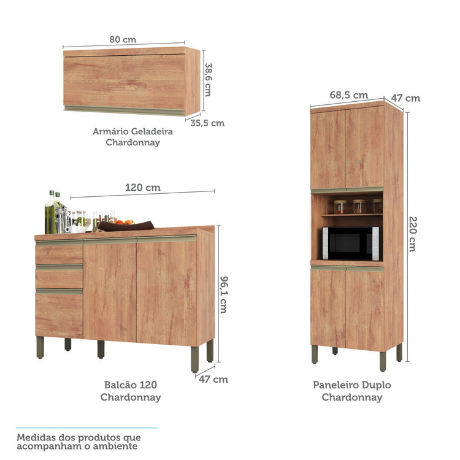 80 cm
38,6 cm
35,5 cm
Armário Geladeira
Chardonnay
68,5 cm
47 cm
220 cm
Paneleiro Duplo
Chardonnay
120 cm
96,1 cm
47 cm
Balcão 120
Chardonnay
Medidas dos produtos que
acompanham o ambiente